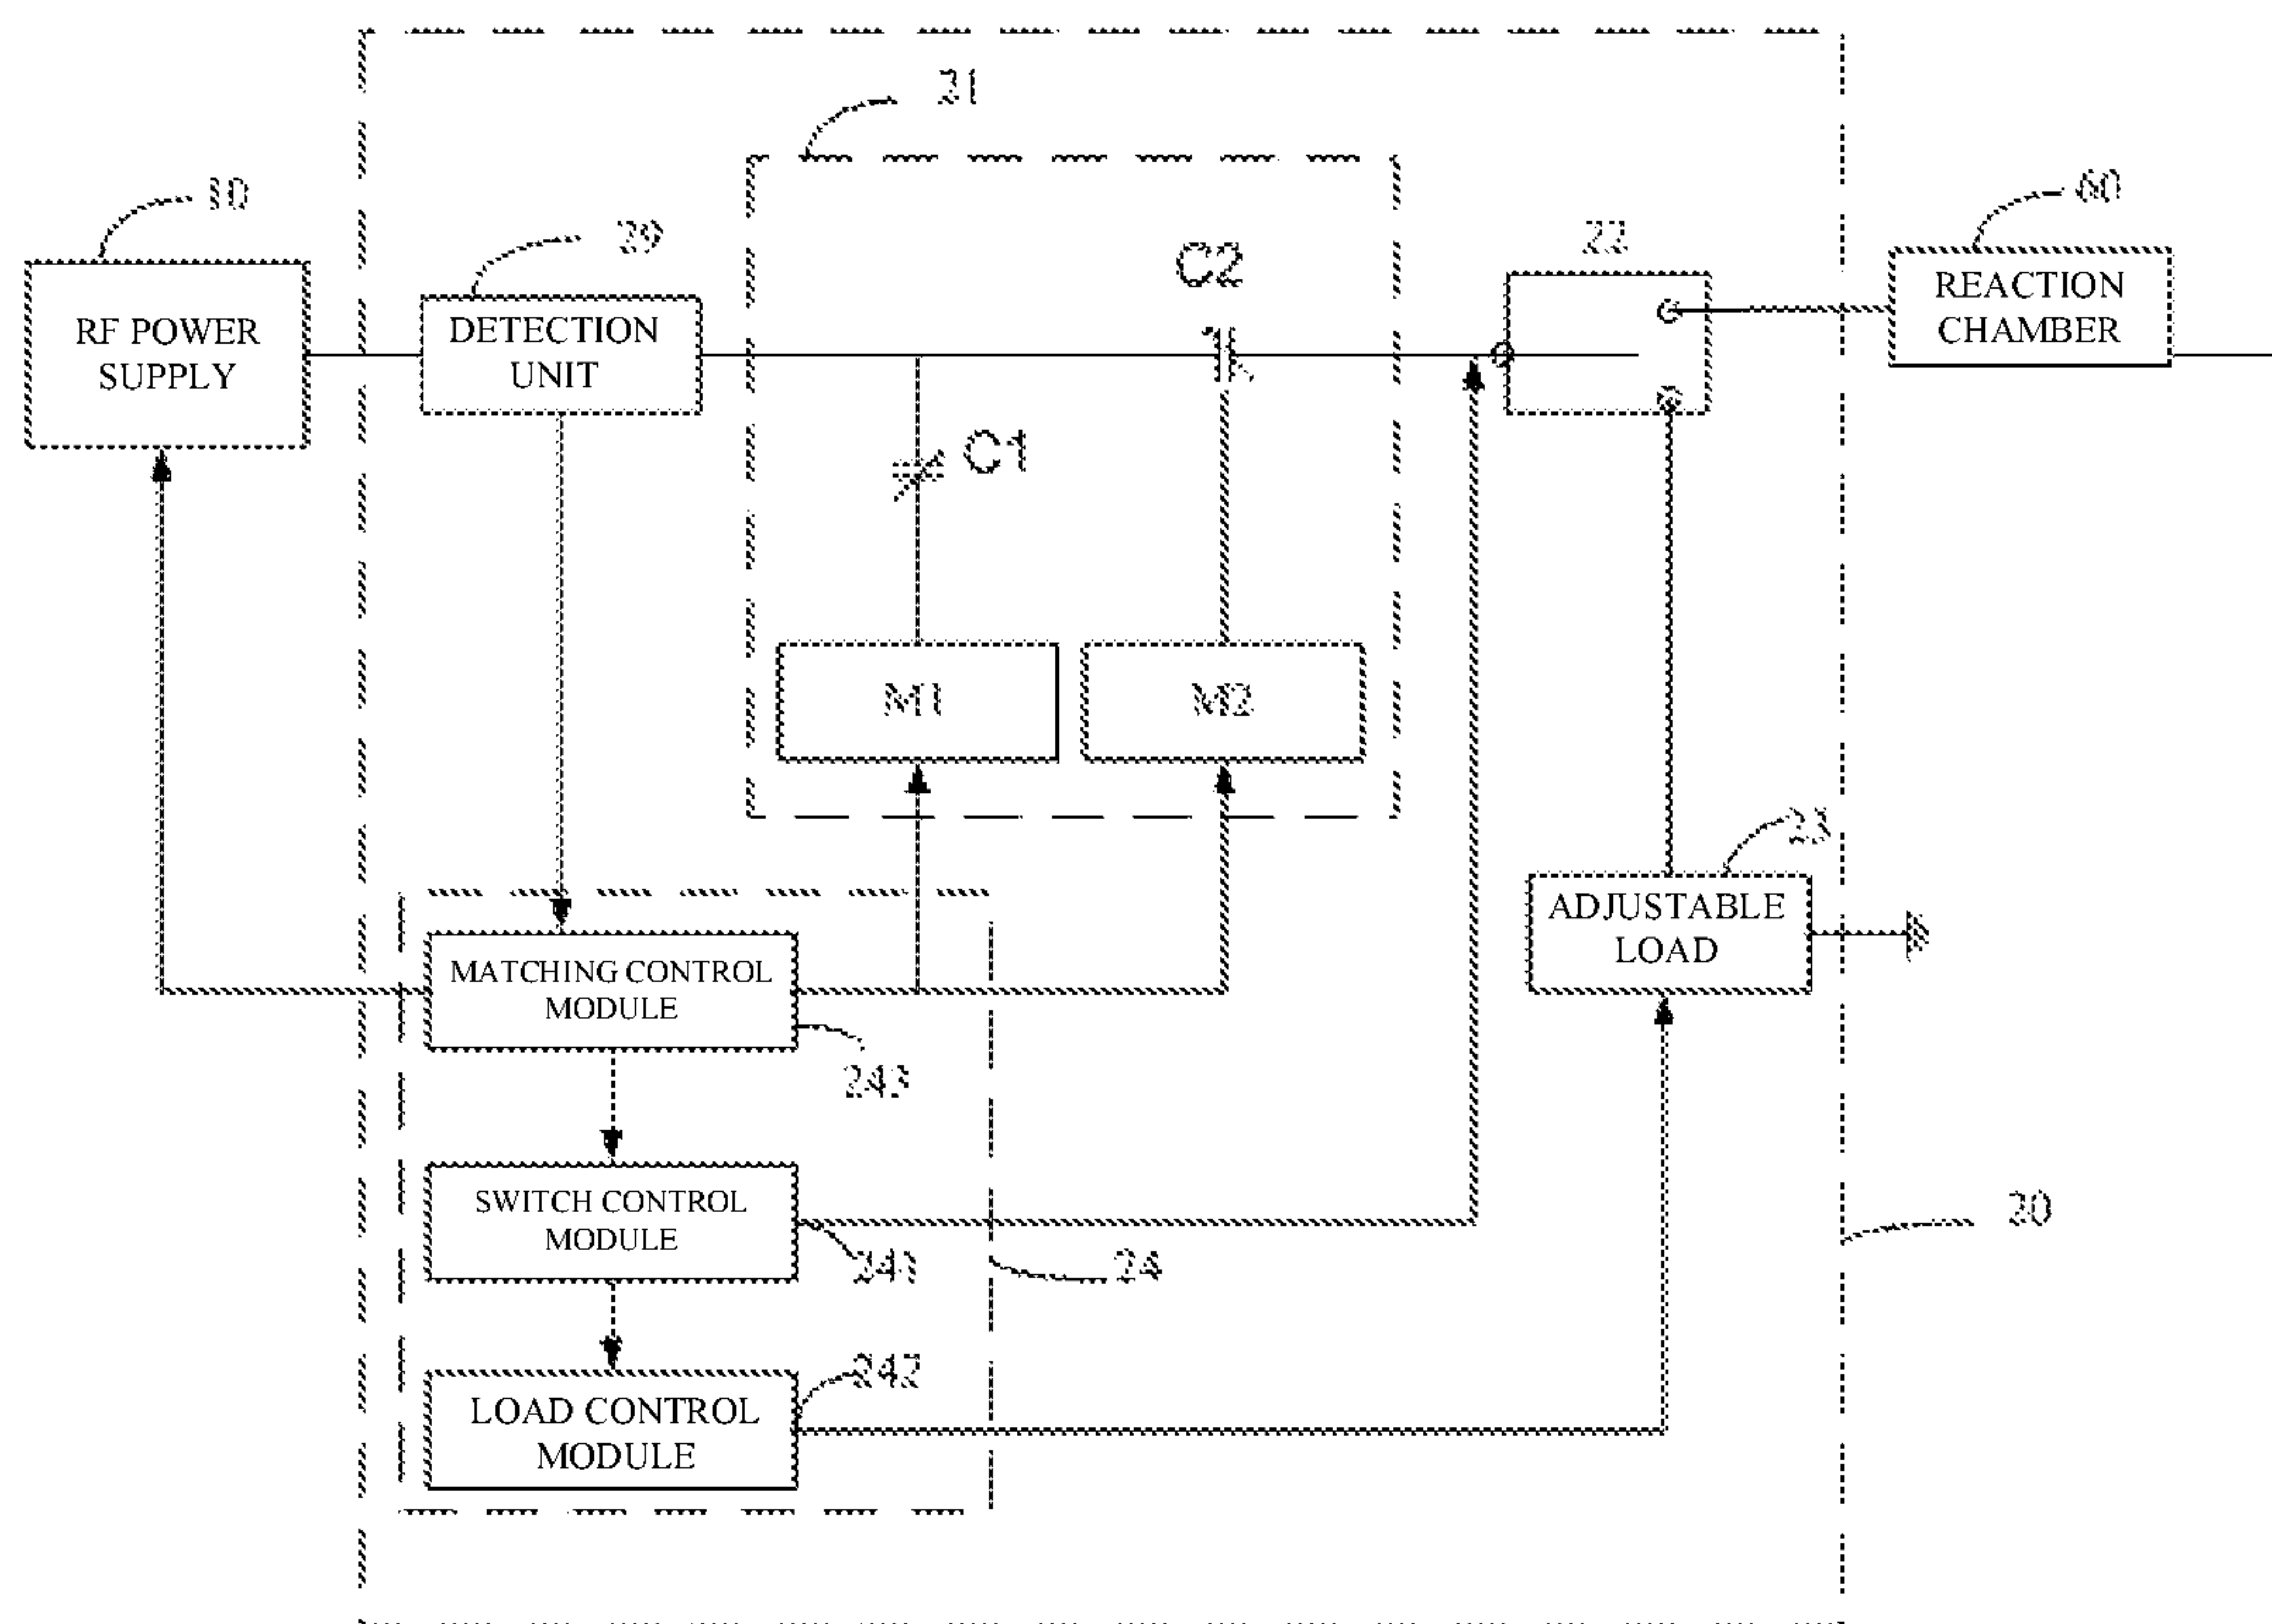 21
10
60
29
22
C2
REACTION
CHAMBER
RF POWER
SUPPLY
DETECTION
UNIT
C1
M1
M2
23
ADJUSTABLE
LOAD
MATCHING CONTROL
MODULE
243
SWITCH CONTROL
MODULE
241
24
20
242
LOAD CONTROL
MODULE